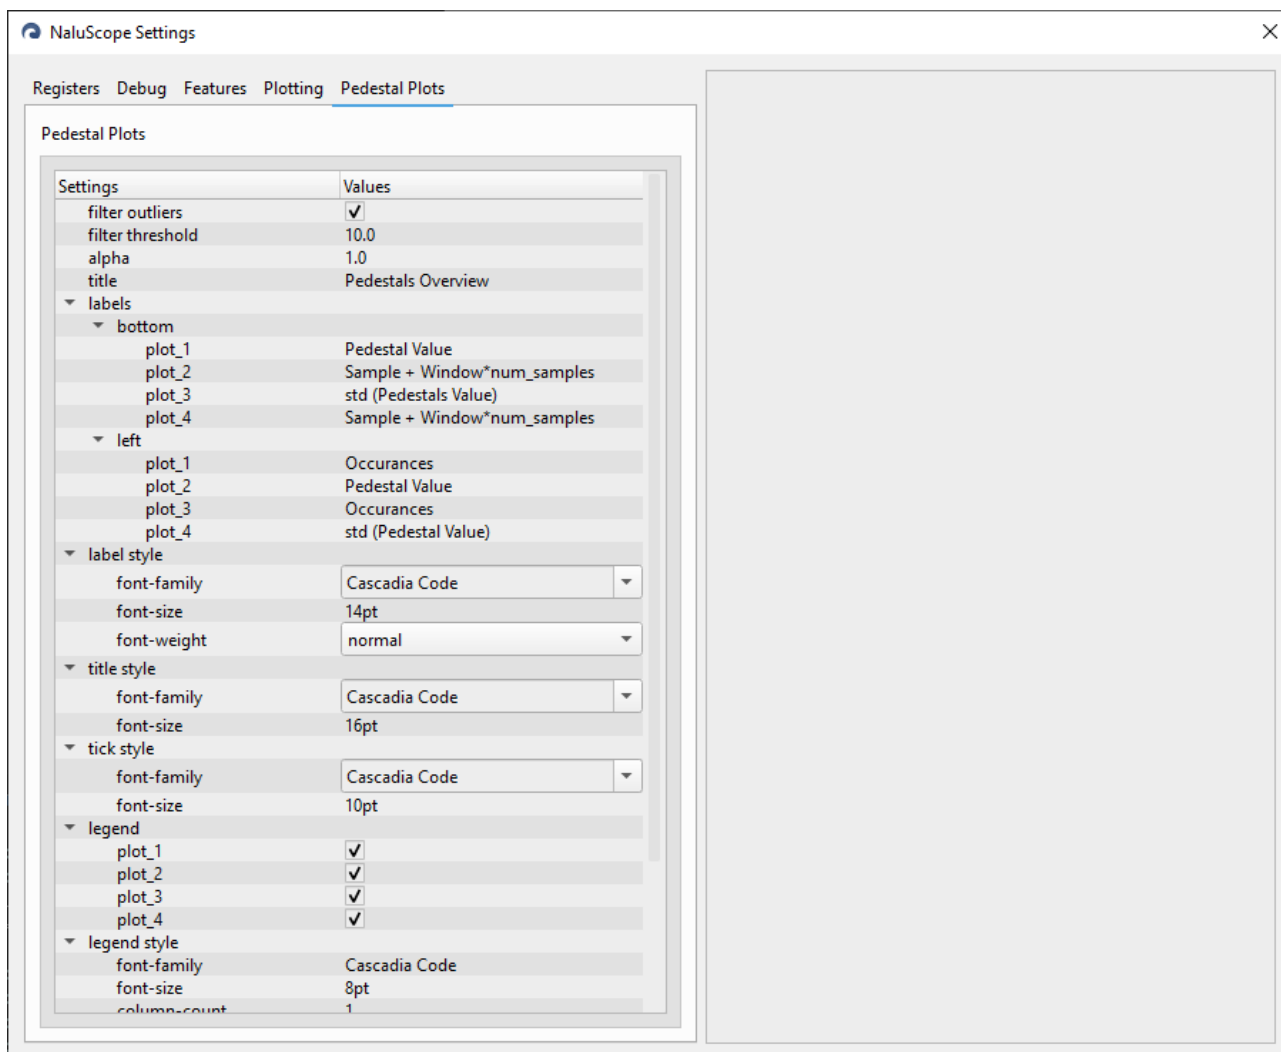 NaluScope Settings
Registers Debug Features Plotting Pedestal Plots
Pedestal Plots
Settings Values
filter outliers
filter threshold 10.0
alpha 1.0
title Pedestals Overview
labels
bottom
plot_1 Pedestal Value
plot_2 Sample + Window*num_samples
plot_3 std (Pedestals Value)
plot_4 Sample + Window*num_samples
left
plot_1 Occurances
plot_2 Pedestal Value
plot_3 Occurances
plot_4 std (Pedestal Value)
label style
font-family Cascadia Code
font-size 14pt
font-weight normal
title style
font-family Cascadia Code
font-size 16pt
tick style
font-family Cascadia Code
font-size 10pt
legend
plot_1
plot_2
plot_3
plot_4
legend style
font-family Cascadia Code
font-size 8pt
column-count 1